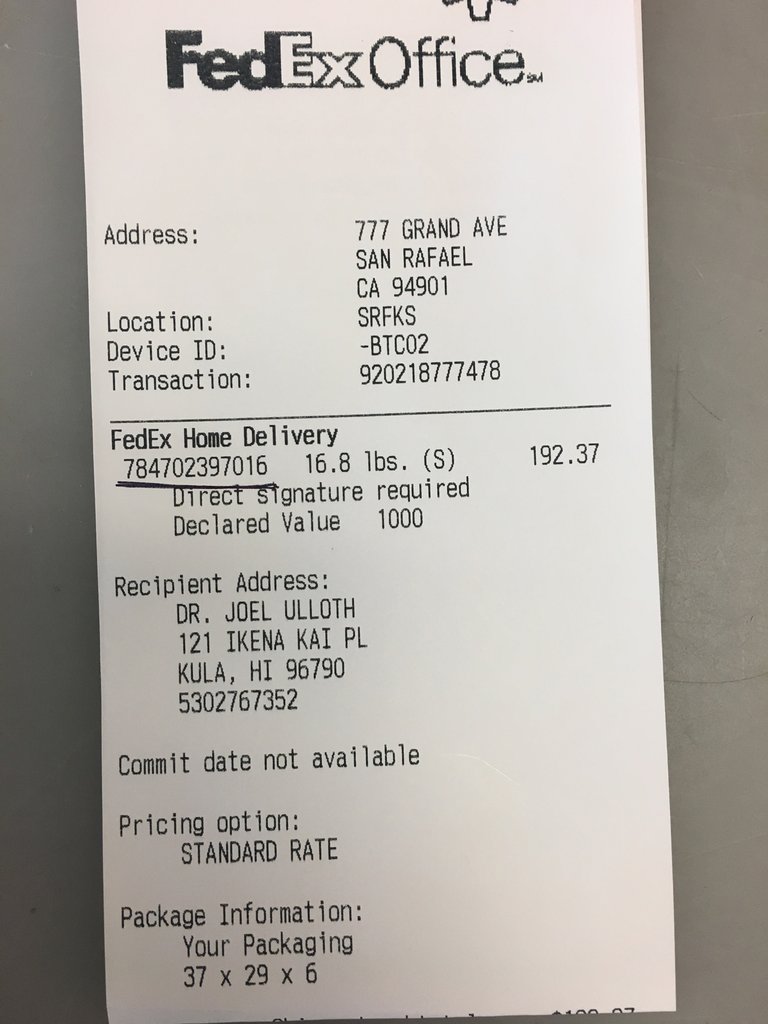 FedEx Office SM
Address: 777 GRAND AVE
SAN RAFAEL
CA 94901
Location: SRFKS
Device ID: -BTC02
Transaction: 920218777478
FedEx Home Delivery
784702397016 16.8 lbs. (S) 192.37
Direct signature required
Declared Value 1000
Recipient Address:
DR. JOEL ULLOTH
121 IKENA KAI PL
KULA, HI 96790
5302767352
Commit date not available
Pricing option:
STANDARD RATE
Package Information:
Your Packaging
37 x 29 x 6